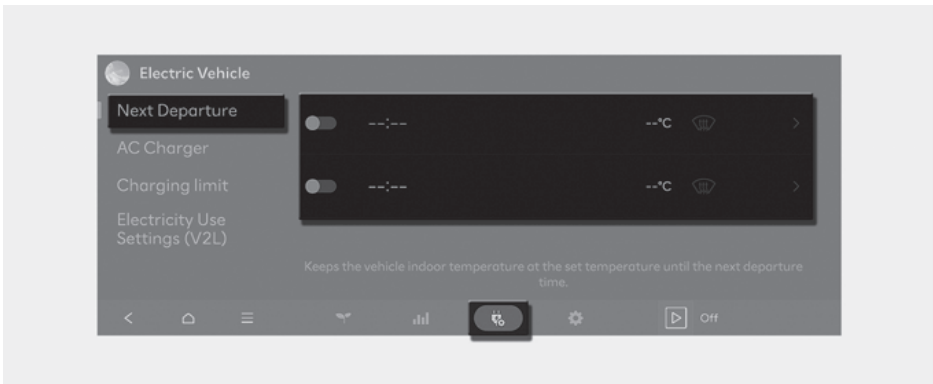 Electric Vehicle
Next Departure
--:--
--°C
AC Charger
Charging limit
--:--
--°C
Electricity Use
Settings (V2L)
Keeps the vehicle indoor temperature at the set temperature until the next departure
time.
Off